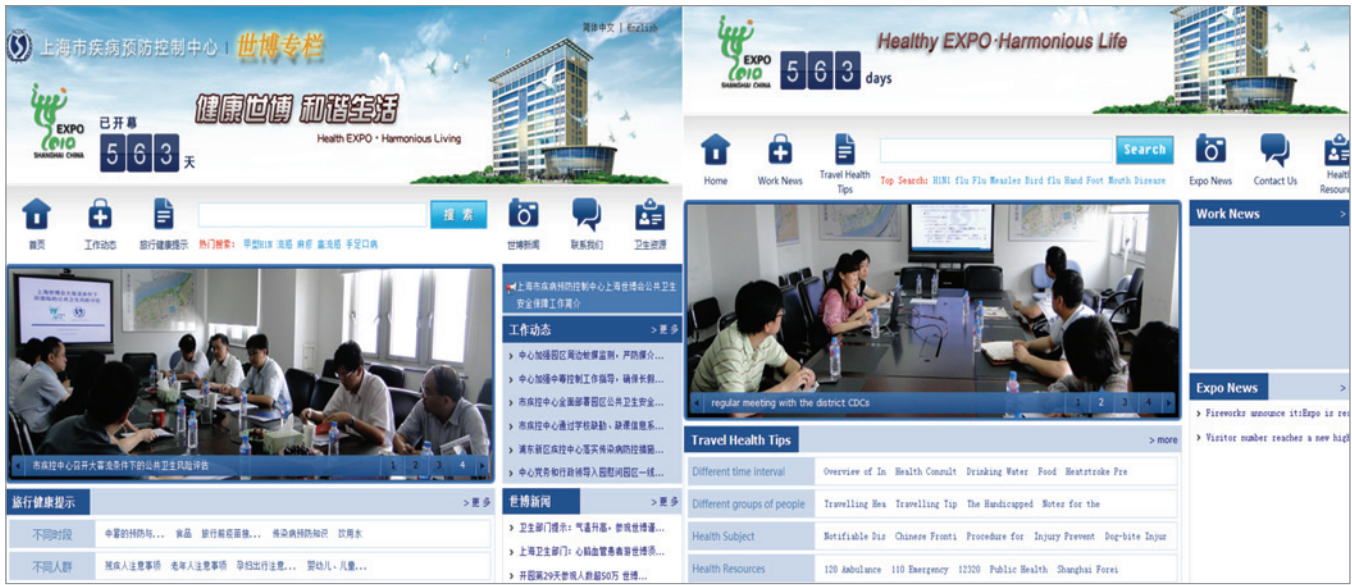 简体中文 | English
上海市疾病预防控制中心 | 世博专栏
健康世博 和谐生活
Health EXPO · Harmonious Living
EXPO
2010
SHANGHAI CHINA
已开幕
563 天
首页
工作动态
旅行健康提示
搜 索
热门搜索: 甲型H1N 流感 麻疹 禽流感 手足口病
世博新闻
联系我们
卫生资源
市疾控中心召开大客流条件下的公共卫生风险评估
1 2 3 4
上海市疾病预防控制中心上海世博会公共卫生
安全保障工作简介
工作动态
>更多
中心加强园区周边蚊媒监测,严防媒介...
中心加强中毒控制工作指导,确保长假...
市疾控中心全面部署园区公共卫生安全...
市疾控中心通过学校缺勤、缺课信息系...
浦东新区疾控中心落实传染病防控措施...
中心党务和行政领导入园慰问园区一线...
旅行健康提示
>更多
不同时段
中暑的预防与... 食品 旅行前疫苗接... 传染病预防知识 饮用水
不同人群
残疾人注意事项 老年人注意事项 孕妇出行注意... 婴幼儿、儿童...
世博新闻
>更多
卫生部门提示:气温升高,参观世博谨...
上海卫生部门:心脑血管患者游世博须...
开园第29天参观人数超50万 世博...
EXPO
2010
SHANGHAI CHINA
563 days
Healthy EXPO·Harmonious Life
Home
Work News
Travel Health
Tips
Search
Top Search: H1N1 flu Flu Measler Bird flu Hand Foot Mouth Direare
Expo News
Contact Us
Healt
Resour
regular meeting with the district CDCs
1 2 3 4
Work News
>
Expo News
>
Fireworks announce it:Expo is re
Visitor number reaches a new hig
Travel Health Tips
> more
Different time interval
Overview of In Health Consult Drinking Water Food Heatstroke Pre
Different groups of people
Travelling Hea Travelling Tip The Handicapped Notes for the
Health Subject
Notifiable Dis Chinese Fronti Procedure for Injury Prevent Dog-bite Injur
Health Resources
120 Ambulance 110 Emergency 12320 Public Health Shanghai Forei